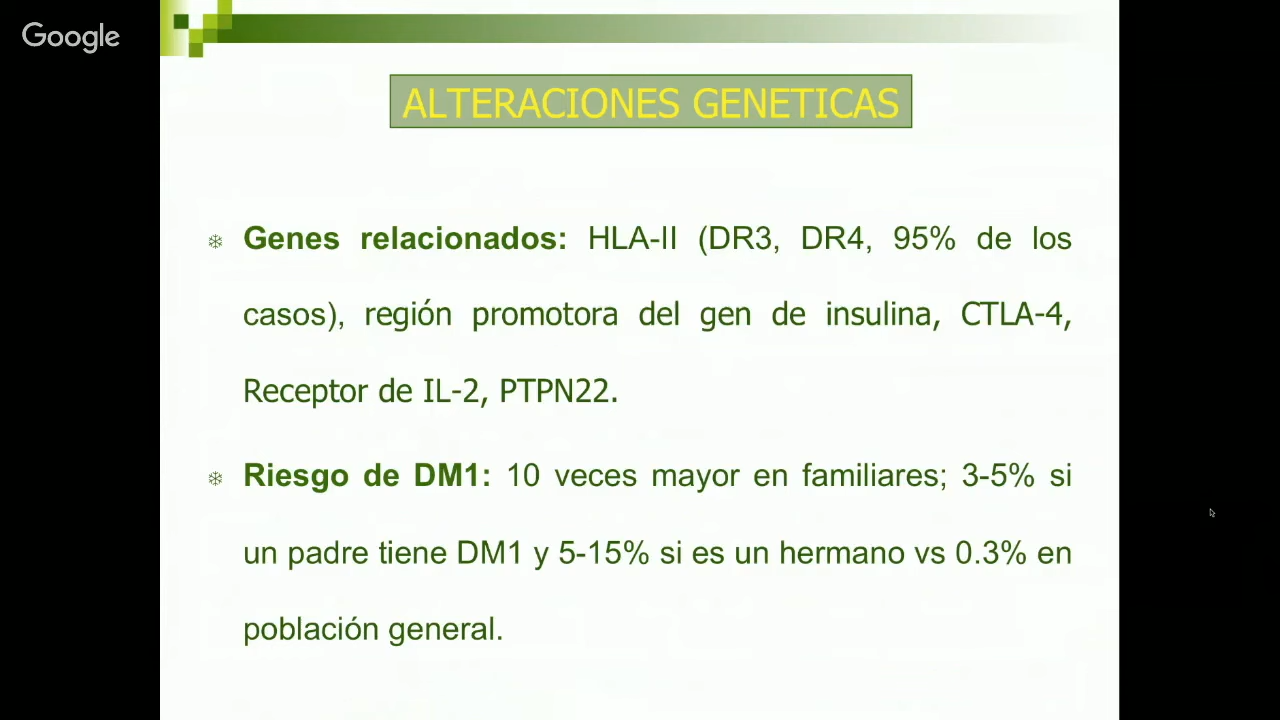 Google
ALTERACIONES GENETICAS
Genes relacionados: HLA-II (DR3, DR4, 95% de los
casos), región promotora del gen de insulina, CTLA-4,
Receptor de IL-2, PTPN22.
Riesgo de DM1: 10 veces mayor en familiares; 3-5% si
un padre tiene DM1 y 5-15% si es un hermano vs 0.3% en
población general.